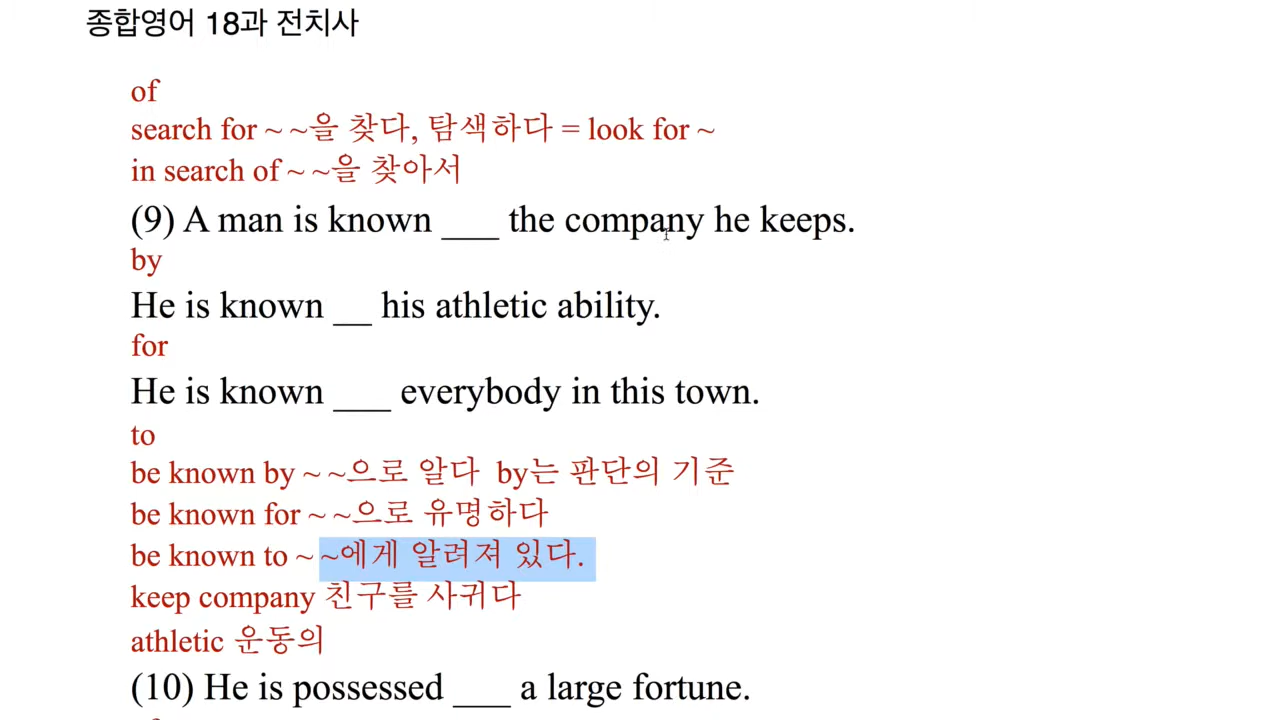 종합영어 18과 전치사
of
search for ~ ~을 찾다, 탐색하다 = look for ~
in search of ~ ~을 찾아서
(9) A man is known ___ the company he keeps.
by
He is known __ his athletic ability.
for
He is known ___ everybody in this town.
to
be known by ~ ~으로 알다 by는 판단의 기준
be known for ~ ~으로 유명하다
be known to ~ ~에게 알려져 있다.
keep company 친구를 사귀다
athletic 운동의
(10) He is possessed ___ a large fortune.